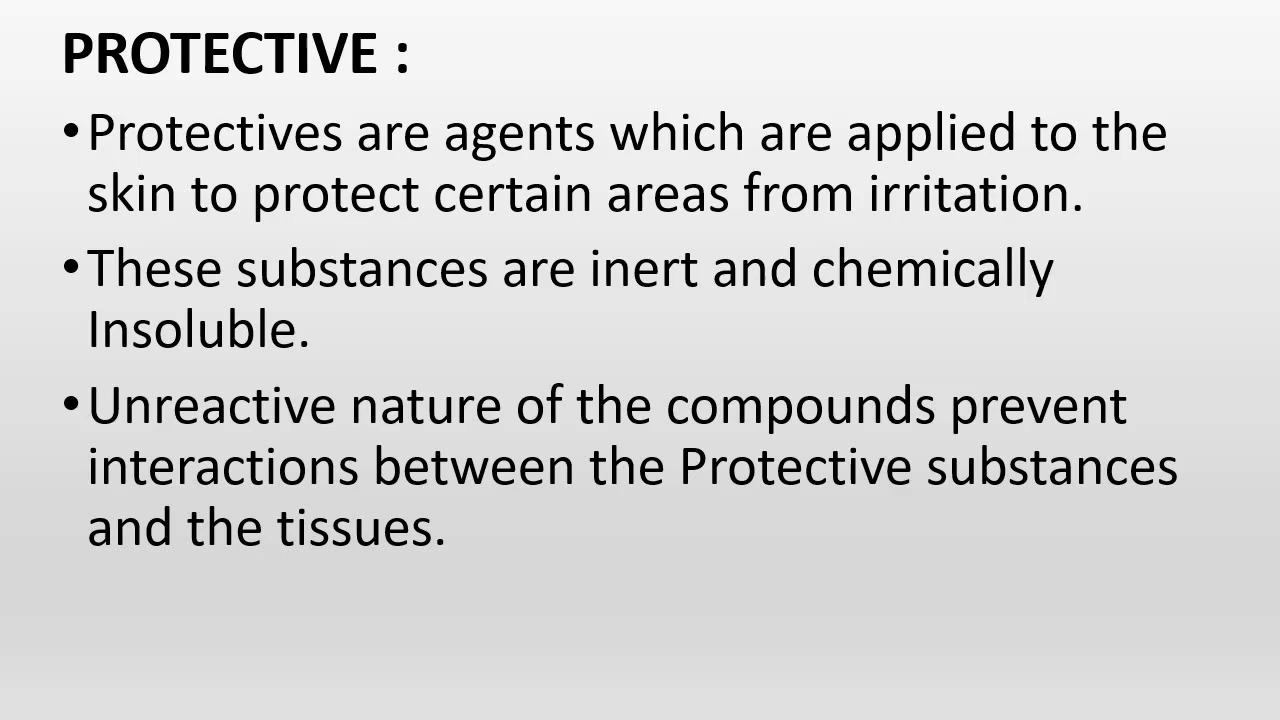 PROTECTIVE :
•Protectives are agents which are applied to the
skin to protect certain areas from irritation.
•These substances are inert and chemically
Insoluble.
•Unreactive nature of the compounds prevent
interactions between the Protective substances
and the tissues.